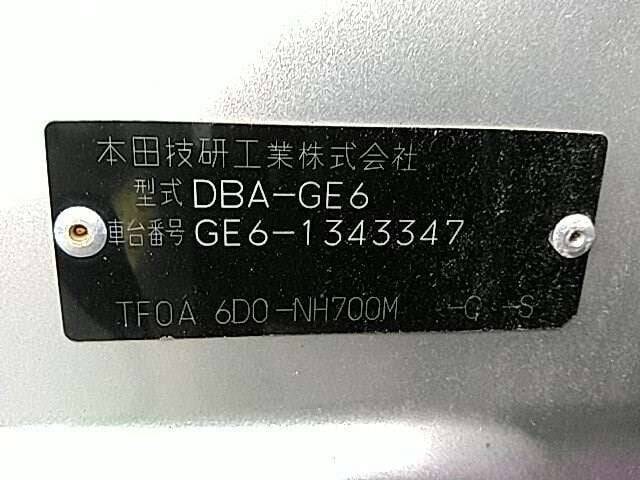 本田技研工業株式会社
型式 DBA-GE6
車台番号 GE6-1343347
TF0A 6D0-NH700M -C -S